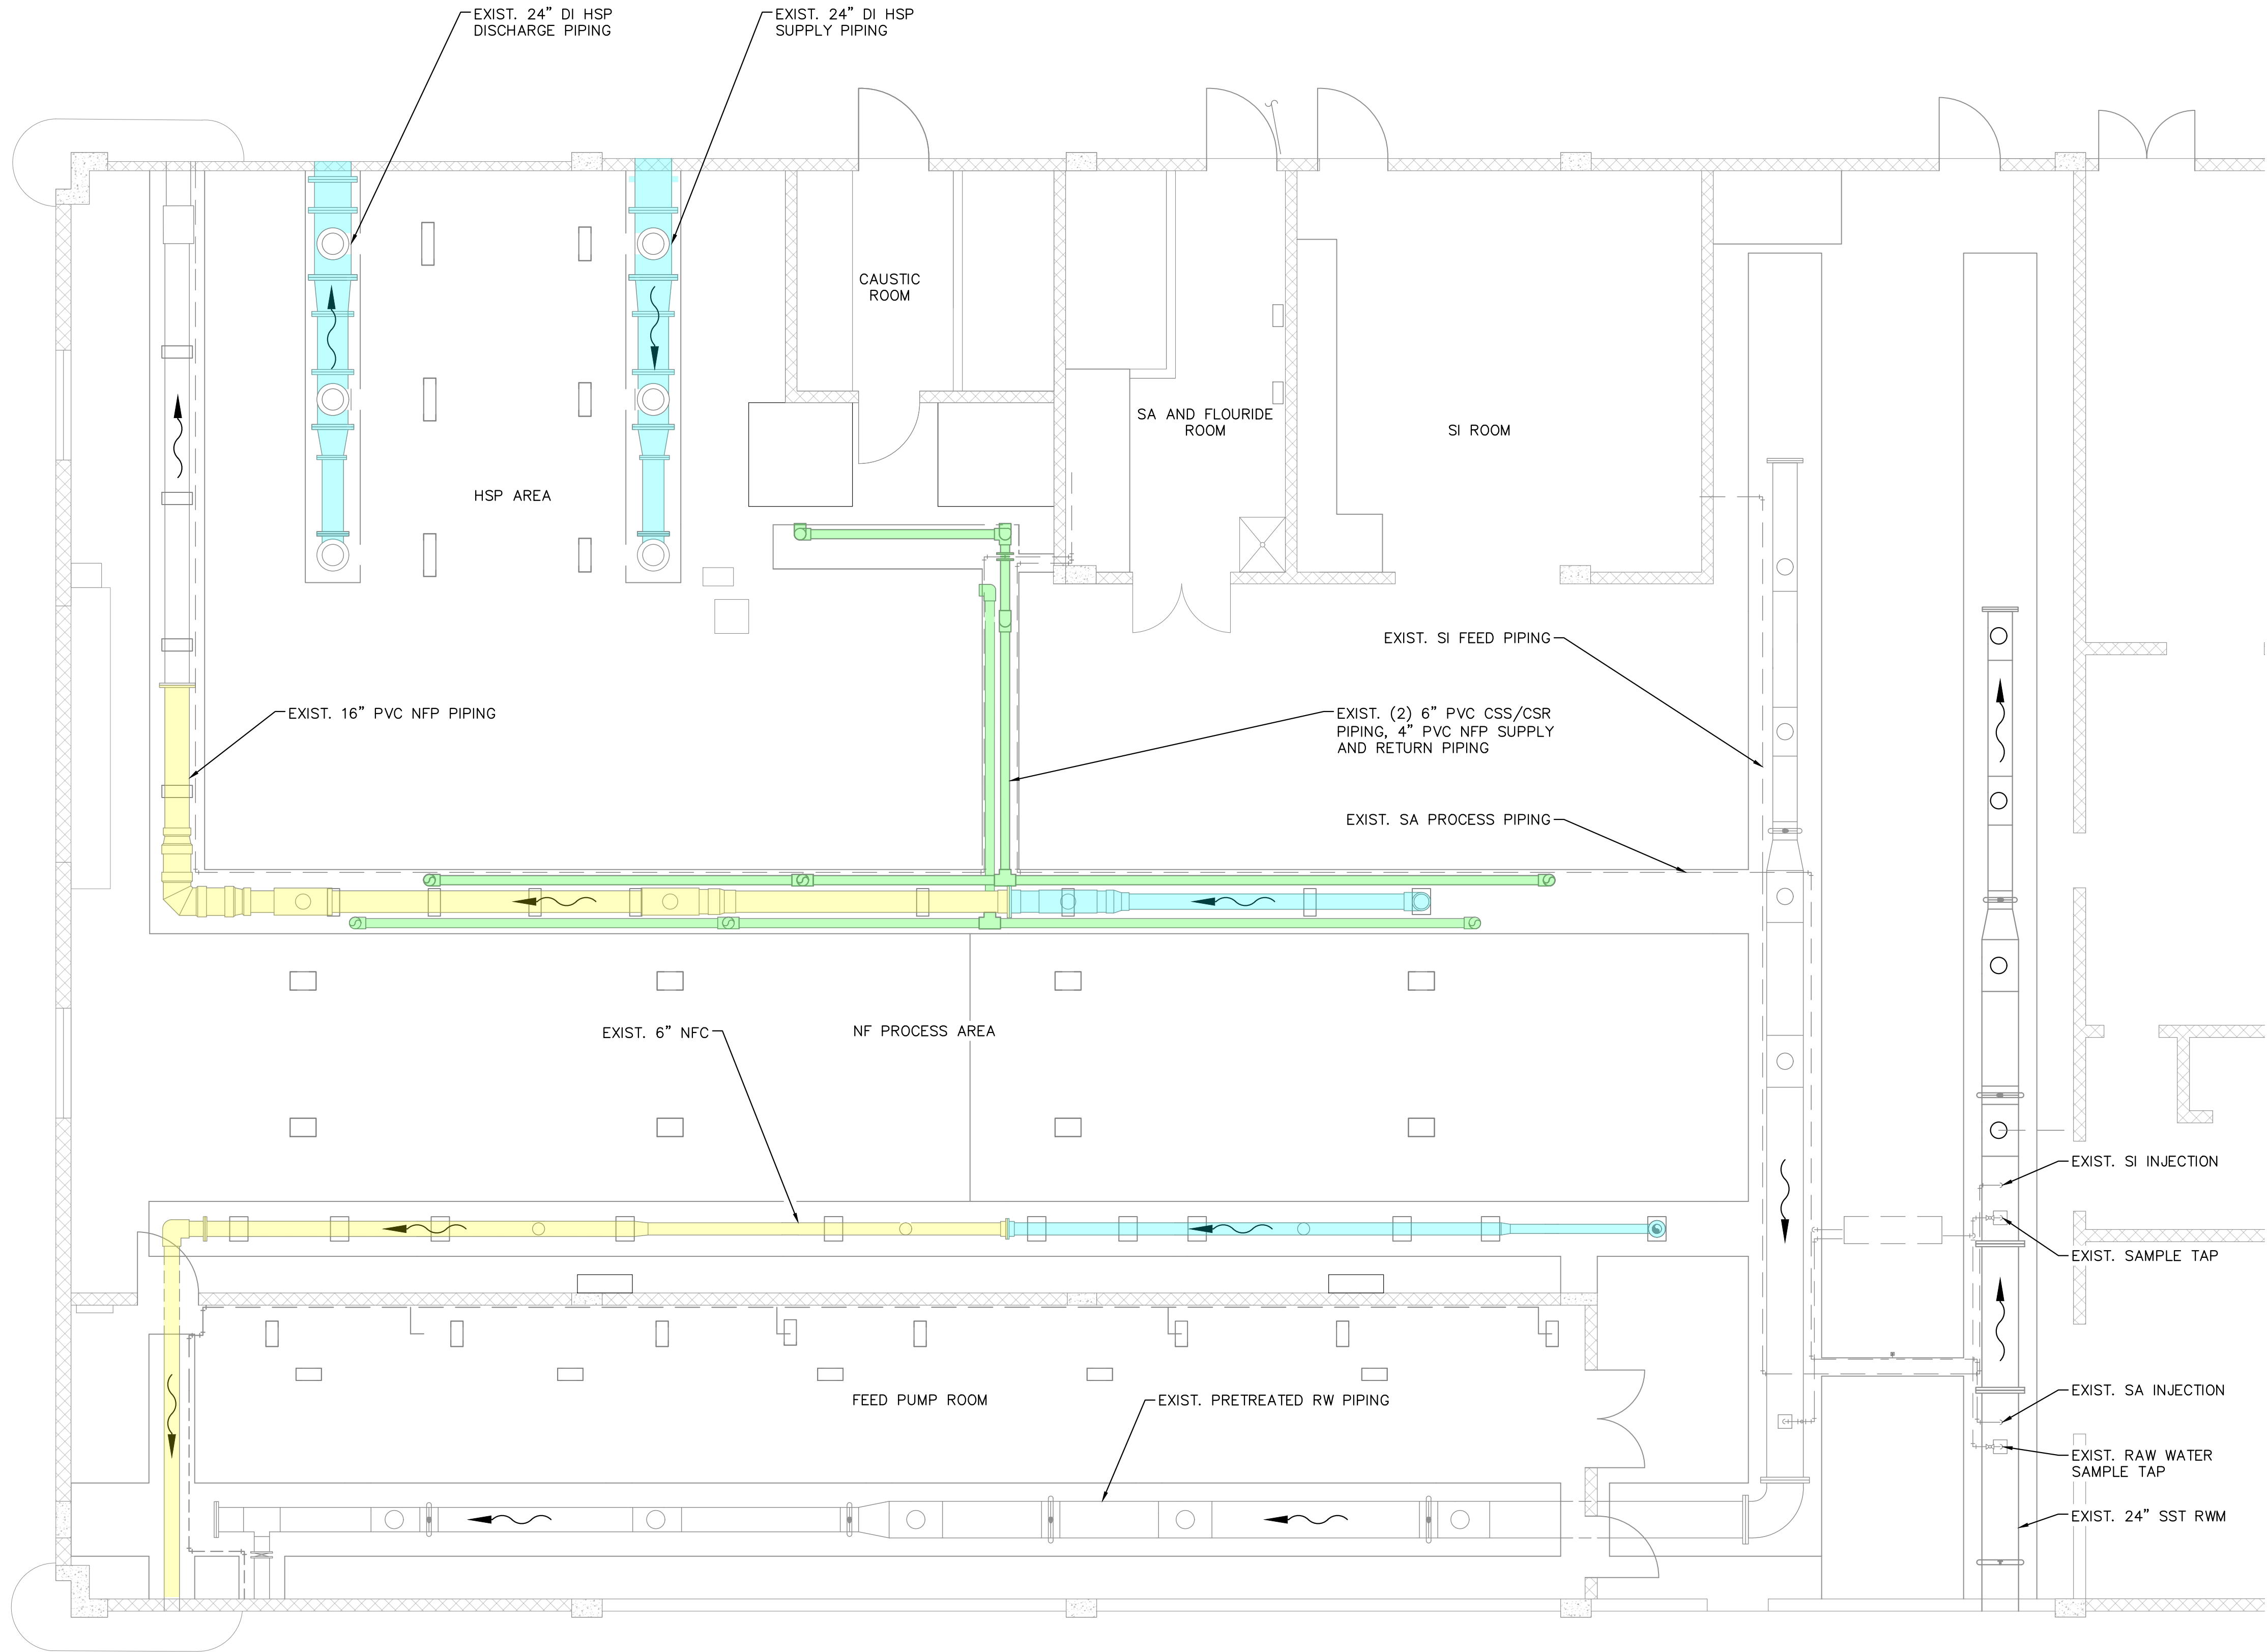 EXIST. 24” DI HSP
DISCHARGE PIPING
EXIST. 24” DI HSP
SUPPLY PIPING
CAUSTIC
ROOM
SA AND FLOURIDE
ROOM
SI ROOM
HSP AREA
EXIST. SI FEED PIPING
EXIST. 16” PVC NFP PIPING
EXIST. (2) 6” PVC CSS/CSR
PIPING, 4” PVC NFP SUPPLY
AND RETURN PIPING
EXIST. SA PROCESS PIPING
EXIST. 6” NFC
NF PROCESS AREA
EXIST. SI INJECTION
EXIST. SAMPLE TAP
FEED PUMP ROOM
EXIST. PRETREATED RW PIPING
EXIST. SA INJECTION
EXIST. RAW WATER
SAMPLE TAP
EXIST. 24” SST RWM